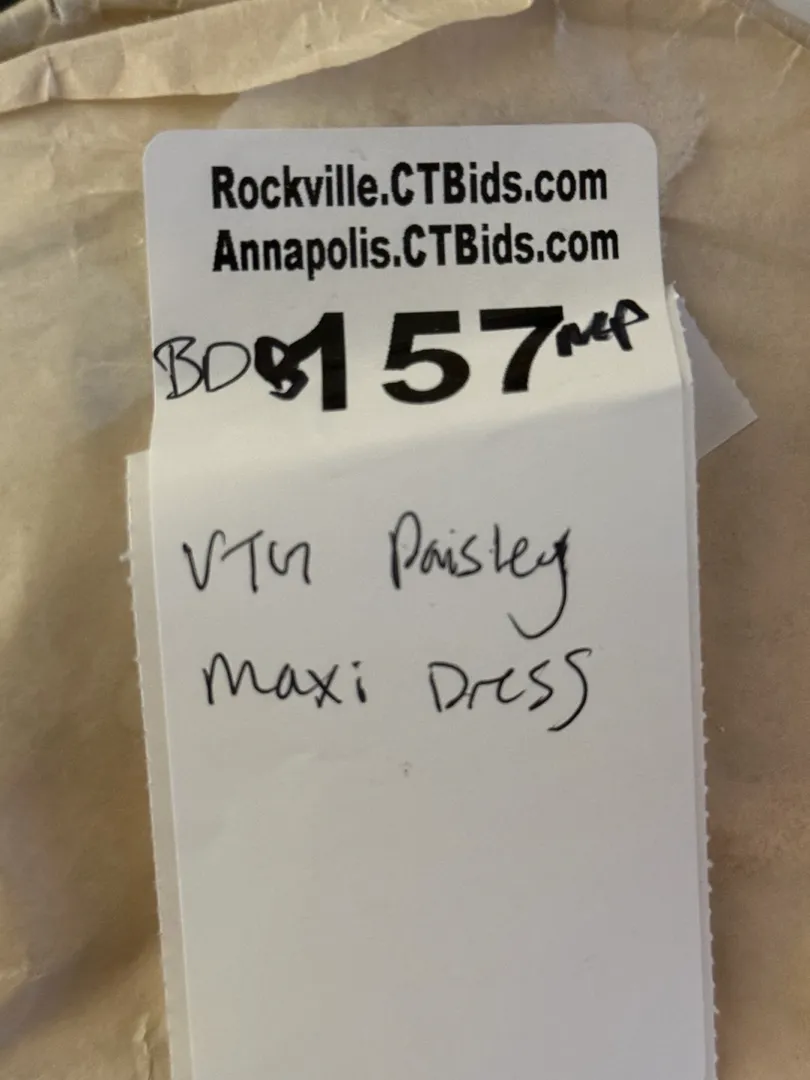 Rockville.CTBids.com
Annapolis.CTBids.com
BD 157
VTG Paisley
Maxi Dress